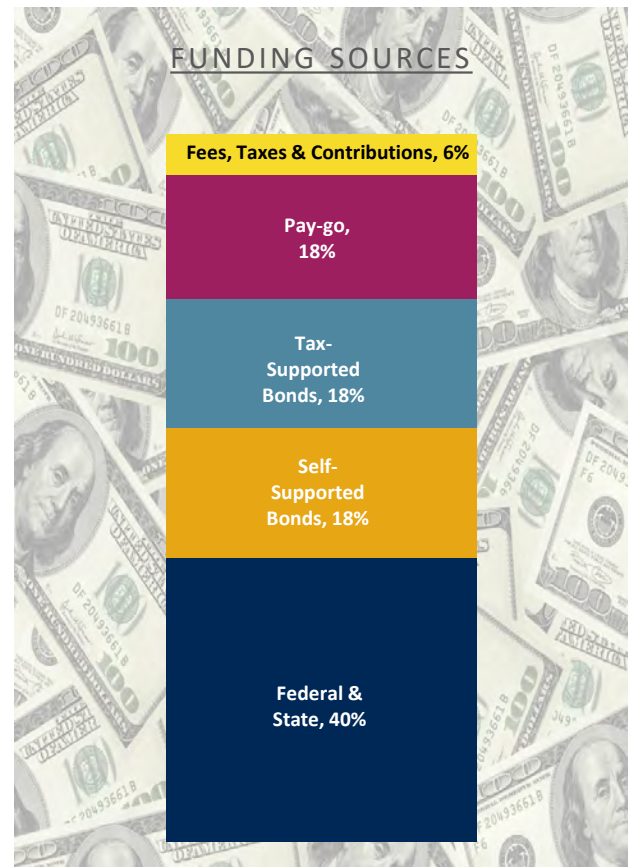 FUNDING SOURCES
Fees, Taxes & Contributions, 6%
Pay-go,
18%
Tax-
Supported
Bonds, 18%
Self-
Supported
Bonds, 18%
Federal &
State, 40%